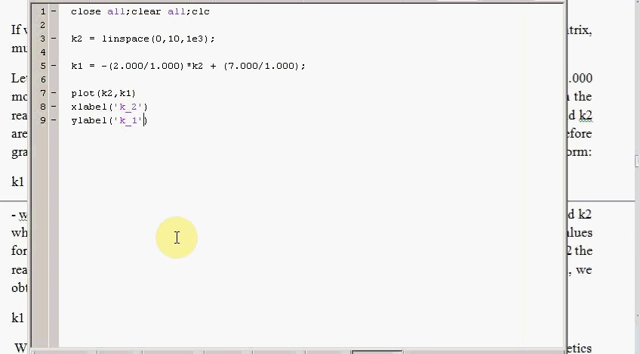 1 - close all;clear all;clc
2
3 - k2 = linspace(0,10,1e3);
4
5 - k1 = -(2.000/1.000)*k2 + (7.000/1.000);
6
7 - plot(k2,k1)
8 - xlabel('k_2')
9 - ylabel('k_1')
If
trix,
mu
Let
.000
mo
n the
rea
d k2
are
efore
gra
orm:
k1
- w
d k2
wh
alues
for
2 the
rea
, we
obt
k1
W
etics